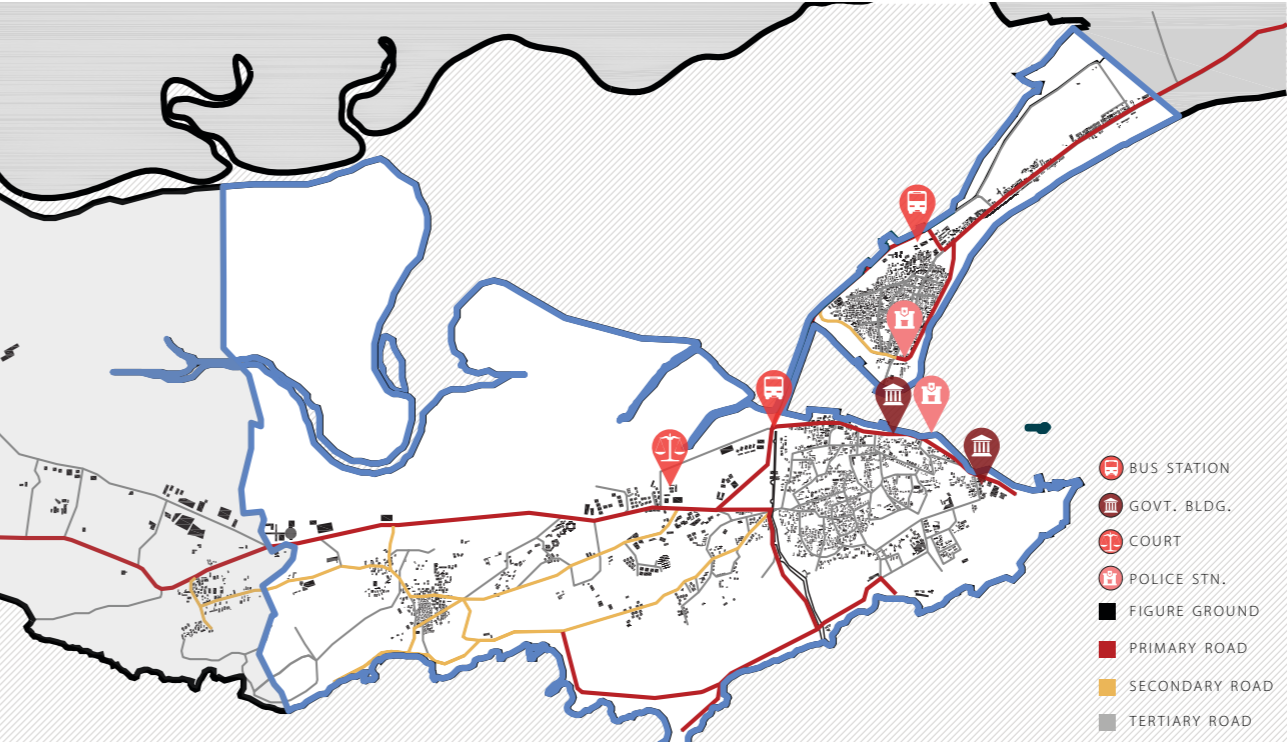 BUS STATION
GOVT. BLDG.
COURT
POLICE STN.
FIGURE GROUND
PRIMARY ROAD
SECONDARY ROAD
TERTIARY ROAD